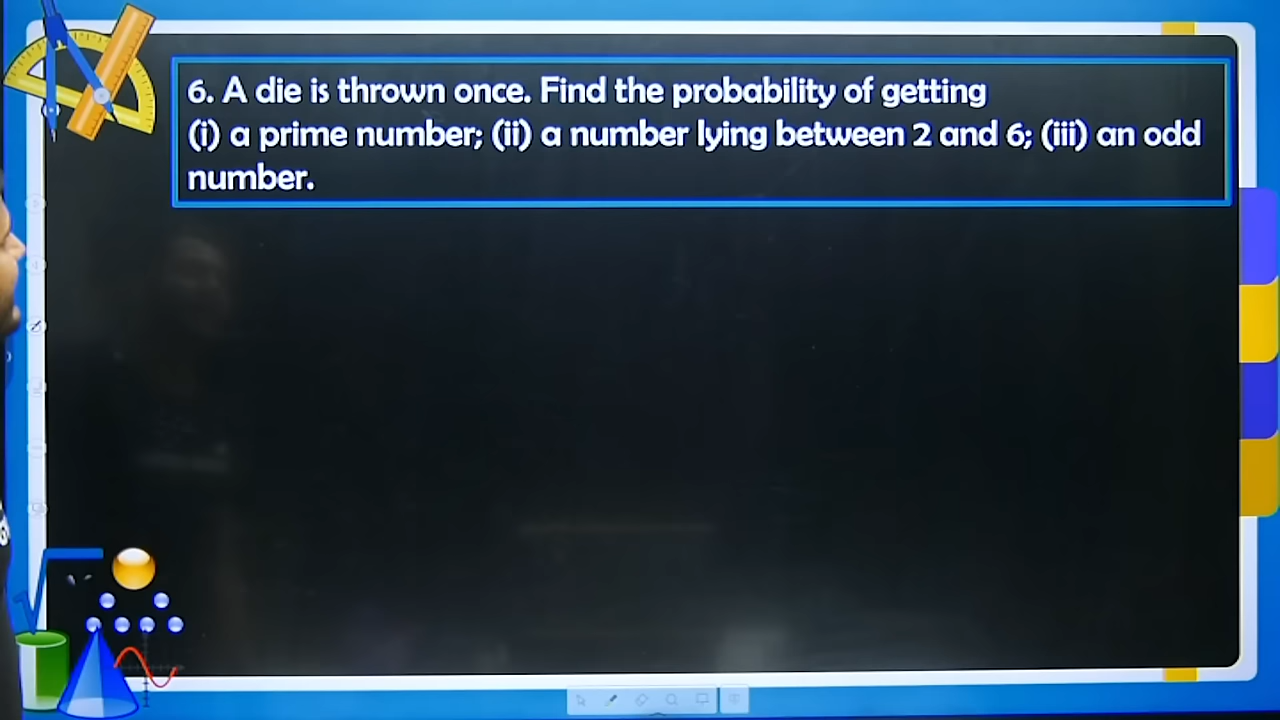 6. A die is thrown once. Find the probability of getting
(i) a prime number; (ii) a number lying between 2 and 6; (iii) an odd
number.